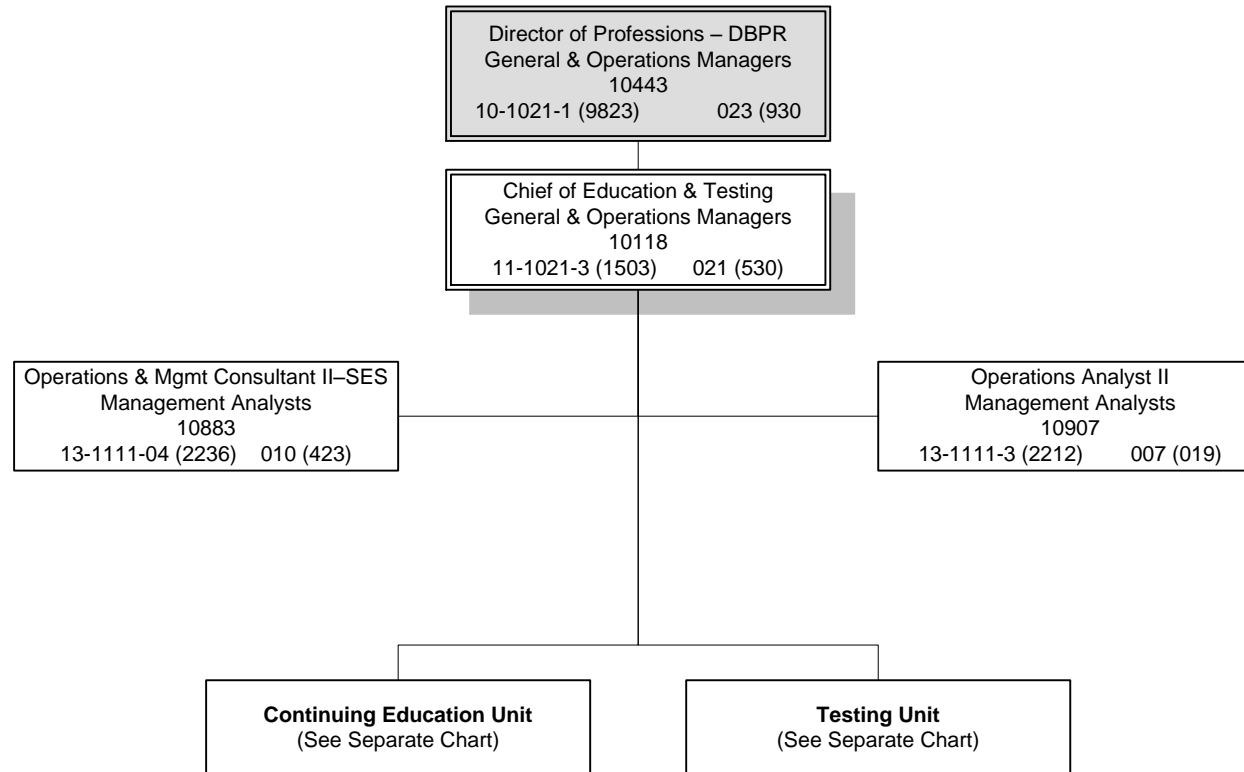 Director of Professions – DBPR
General & Operations Managers
10443
10-1021-1 (9823) 023 (930
Chief of Education & Testing
General & Operations Managers
10118
11-1021-3 (1503) 021 (530)
Operations & Mgmt Consultant II–SES
Management Analysts
10883
13-1111-04 (2236) 010 (423)
Operations Analyst II
Management Analysts
10907
13-1111-3 (2212) 007 (019)
Continuing Education Unit
(See Separate Chart)
Testing Unit
(See Separate Chart)